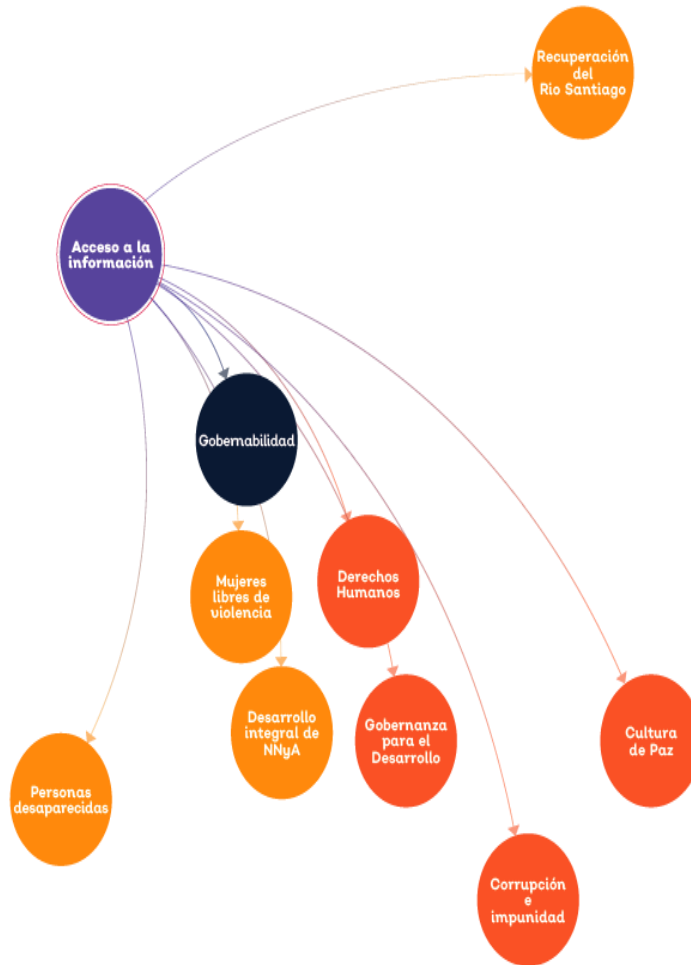 Recuperación
del
Rio Santiago
Acceso a la
información
Gobernabilidad
Mujeres
libres de
violencia
Derechos
Humanos
Desarrollo
integral de
NNyA
Gobernanza
para el
Desarrollo
Cultura
de Paz
Personas
desaparecidas
Corrupción
e
impunidad